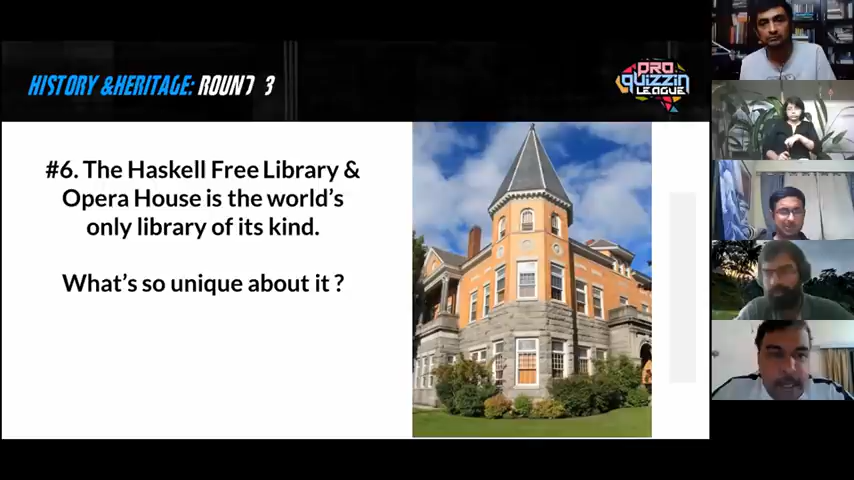 HISTORY &HERITAGE: ROUND 3
PRO
QUIZZIN
LEAGUE
#6. The Haskell Free Library &
Opera House is the world's
only library of its kind.
What's so unique about it ?